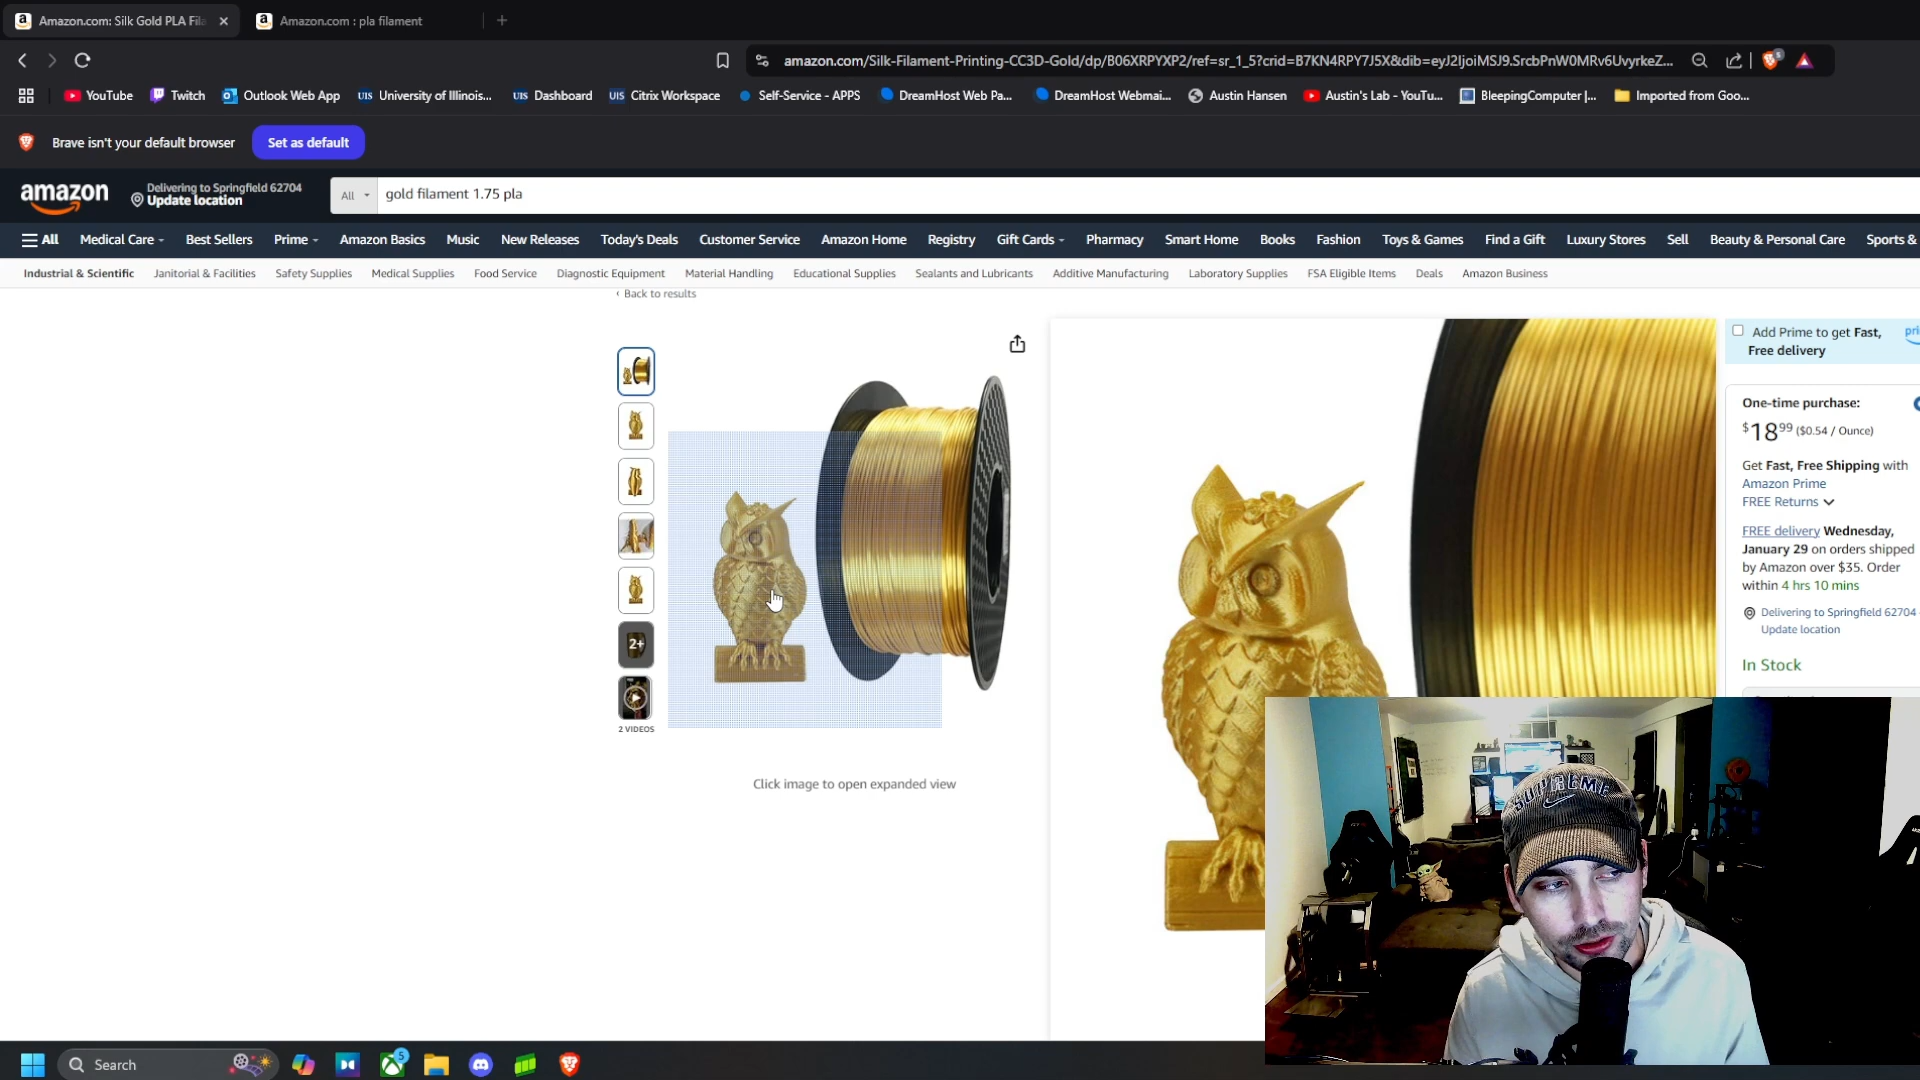 Amazon.com: Silk Gold PLA Fila
Amazon.com : pla filament
amazon.com/Silk-Filament-Printing-CC3D-Gold/dp/B06XRPYXP2/ref=sr_1_5?crid=B7KN4RPY7J5X&dib=eyJ2IjoiMSJ9.SrcbPnW0MRv6UvyrkeZ...
YouTube
Twitch
Outlook Web App
UIS University of Illinois...
UIS Dashboard
UIS Citrix Workspace
Self-Service - APPS
DreamHost Web Pa...
DreamHost Webmai...
Austin Hansen
Austin's Lab - YouTu...
BleepingComputer |...
Imported from Goo...
Brave isn't your default browser
Set as default
amazon
Delivering to Springfield 62704
Update location
All
gold filament 1.75 pla
All
Medical Care
Best Sellers
Prime
Amazon Basics
Music
New Releases
Today's Deals
Customer Service
Amazon Home
Registry
Gift Cards
Pharmacy
Smart Home
Books
Fashion
Toys & Games
Find a Gift
Luxury Stores
Sell
Beauty & Personal Care
Sports &
Industrial & Scientific
Janitorial & Facilities
Safety Supplies
Medical Supplies
Food Service
Diagnostic Equipment
Material Handling
Educational Supplies
Sealants and Lubricants
Additive Manufacturing
Laboratory Supplies
FSA Eligible Items
Deals
Amazon Business
‹ Back to results
2+
2 VIDEOS
Click image to open expanded view
Add Prime to get Fast,
Free delivery
One-time purchase:
$18 99 ($0.54 / Ounce)
Get Fast, Free Shipping with
Amazon Prime
FREE Returns
FREE delivery Wednesday,
January 29 on orders shipped
by Amazon over $35. Order
within 4 hrs 10 mins
Delivering to Springfield 62704 -
Update location
In Stock
SUPREME
Search
5